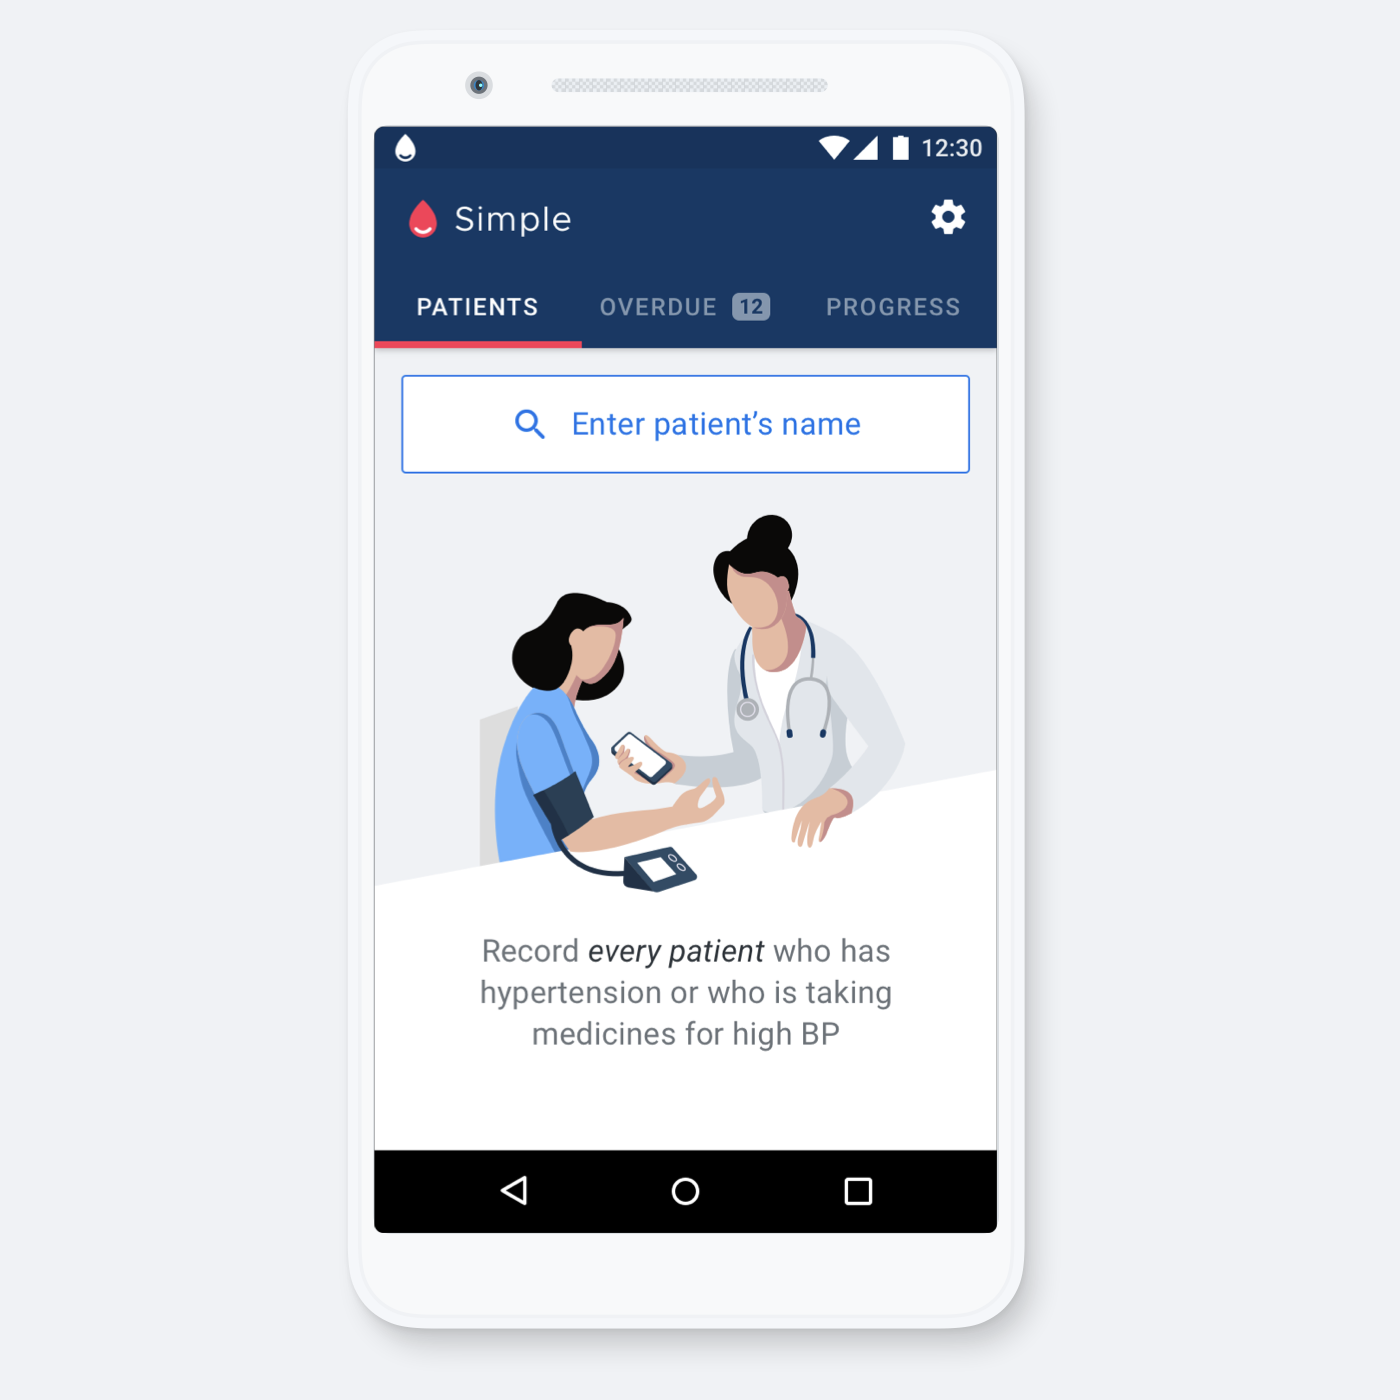 12:30
Simple
PATIENTS OVERDUE 12 PROGRESS
Enter patient’s name
Record every patient who has
hypertension or who is taking
medicines for high BP